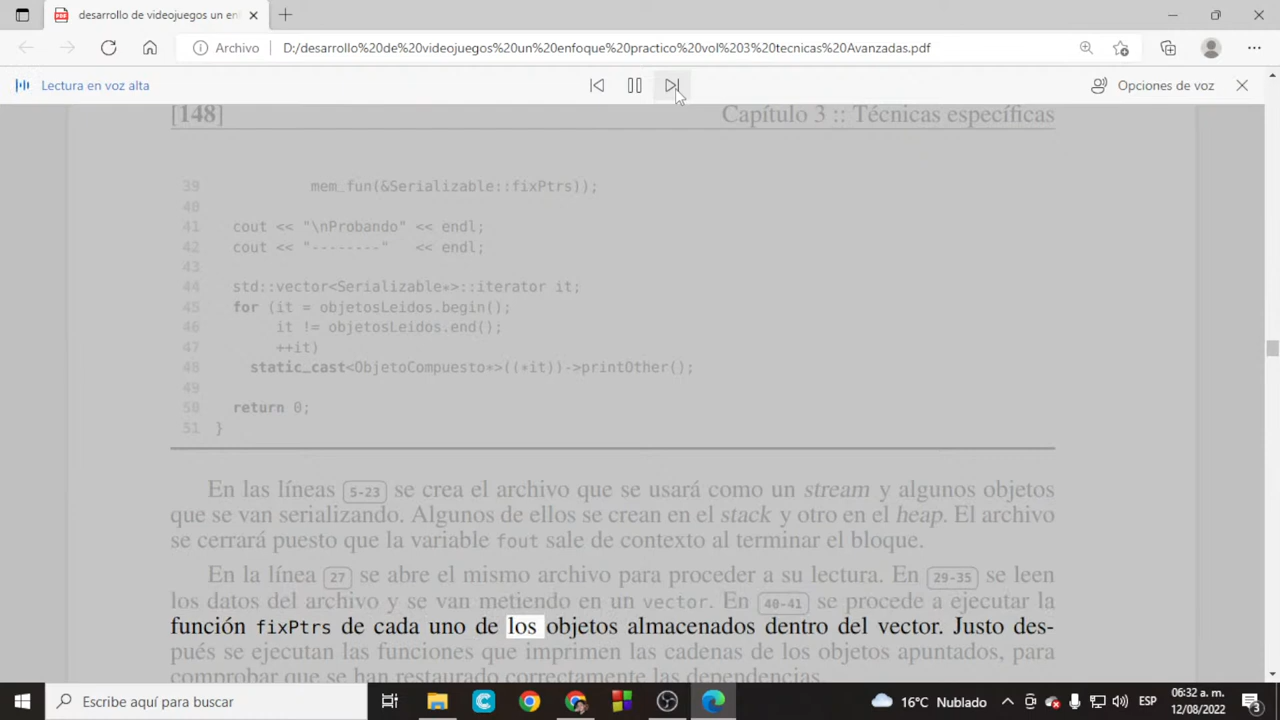 desarrollo de videojuegos un en
Archivo D:/desarrollo%20de%20videojuegos%20un%20enfoque%20practico%20vol%203%20tecnicas%20Avanzadas.pdf
Lectura en voz alta
Opciones de voz
[148] Capítulo 3 :: Técnicas específicas
39 mem_fun(&Serializable::fixPtrs));
40
41 cout << "\nProbando" << endl;
42 cout << "--------" << endl;
43
44 std::vector<Serializable*>::iterator it;
45 for (it = objetosLeidos.begin();
46 it != objetosLeidos.end();
47 ++it)
48 static_cast<ObjetoCompuesto*>((*it))->printOther();
49
50 return 0;
51 }
En las líneas 5-23 se crea el archivo que se usará como un stream y algunos objetos
que se van serializando. Algunos de ellos se crean en el stack y otro en el heap. El archivo
se cerrará puesto que la variable fout sale de contexto al terminar el bloque.
En la línea 27 se abre el mismo archivo para proceder a su lectura. En 29-35 se leen
los datos del archivo y se van metiendo en un vector. En 40-41 se procede a ejecutar la
función fixPtrs de cada uno de los objetos almacenados dentro del vector. Justo des-
pués se ejecutan las funciones que imprimen las cadenas de los objetos apuntados, para
comprobar que se han restaurado correctamente las dependencias.
Escribe aquí para buscar
16°C Nublado
ESP
06:32 a. m.
12/08/2022
3